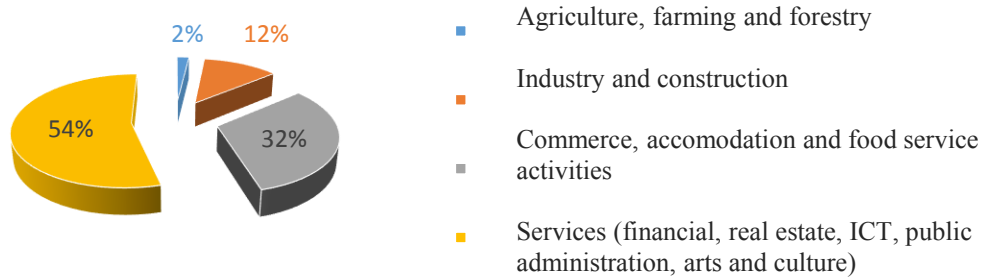 2%
12%
54%
32%
Agriculture, farming and forestry
Industry and construction
Commerce, accomodation and food service
activities
Services (financial, real estate, ICT, public
administration, arts and culture)